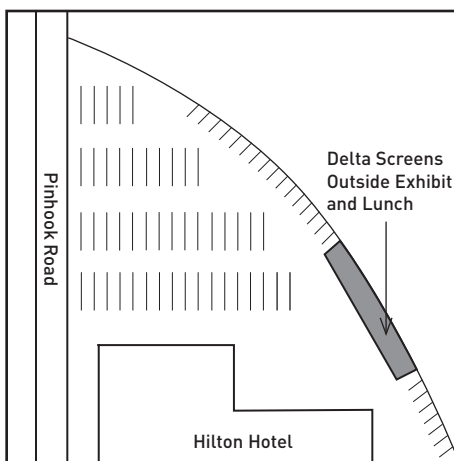 Pinhook Road
Delta Screens
Outside Exhibit
and Lunch
Hilton Hotel